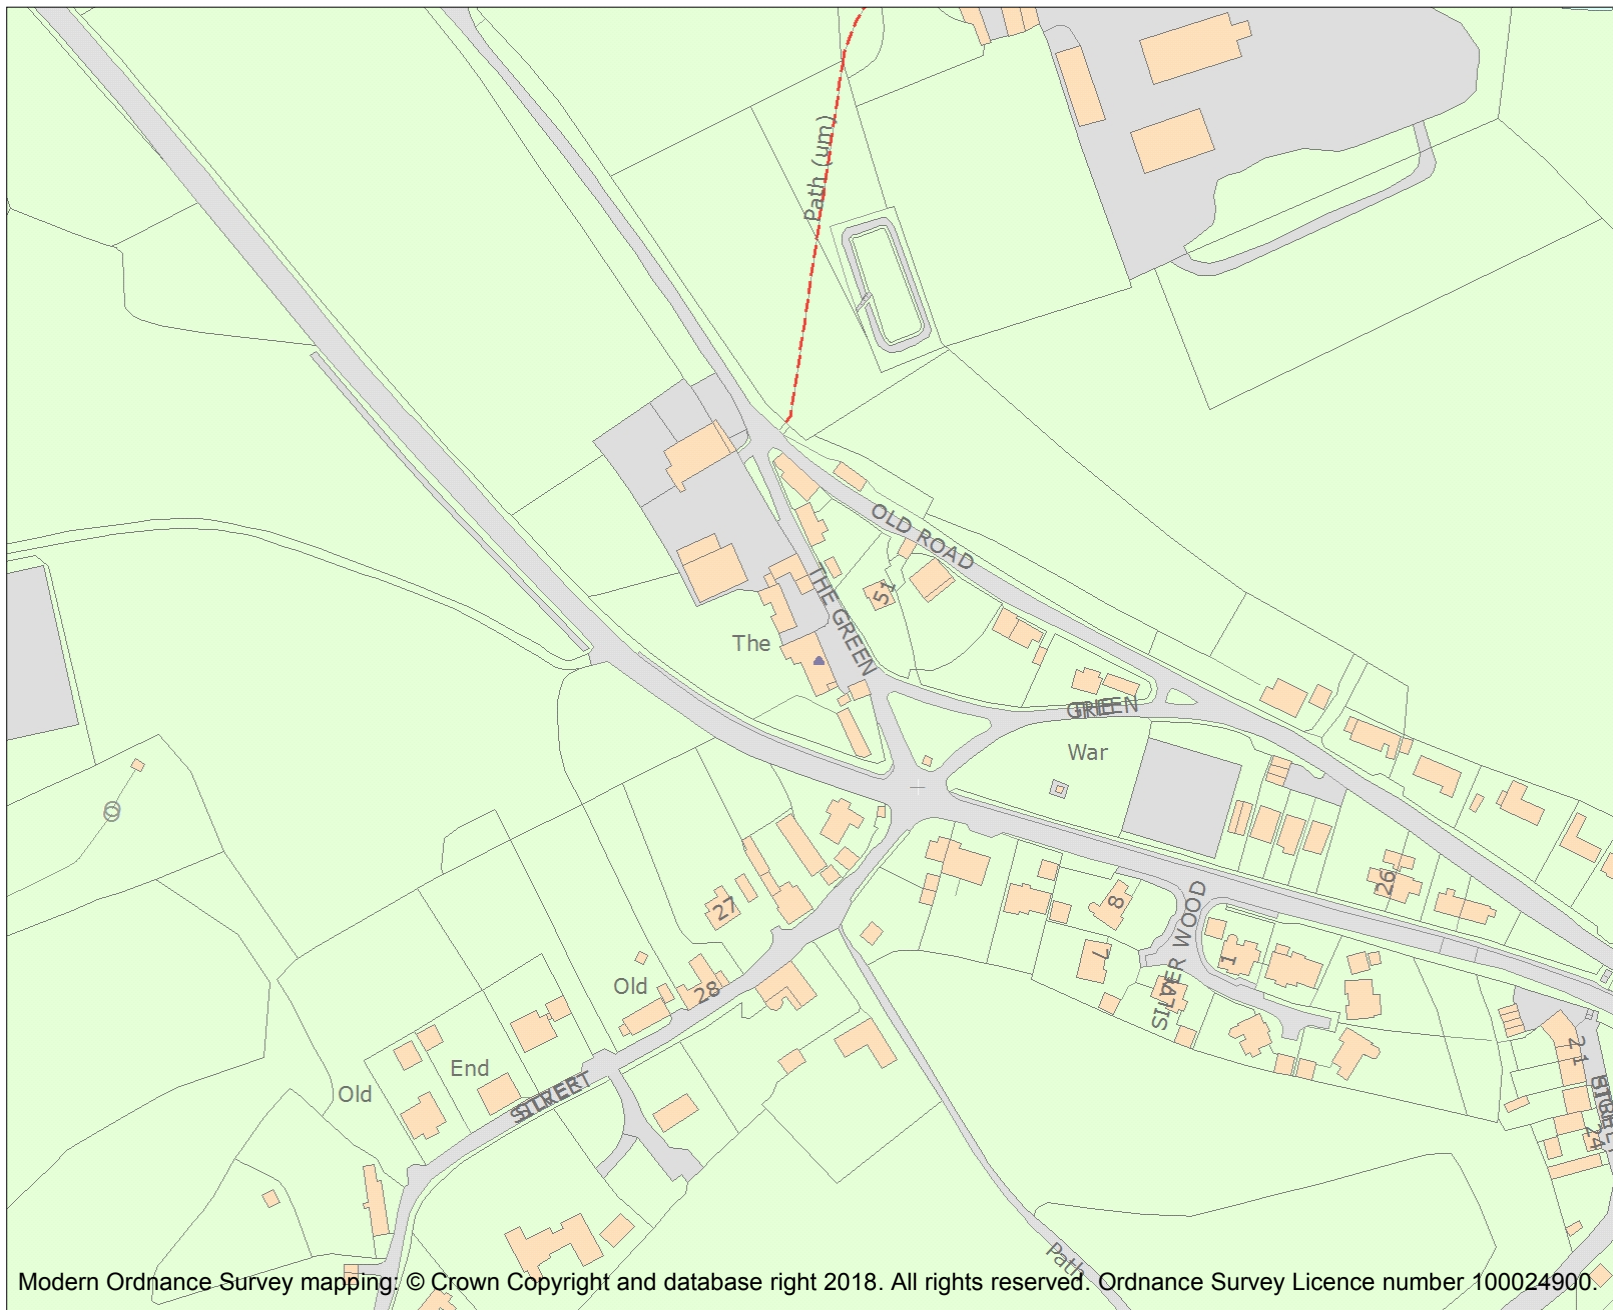 Path (um)
OLD ROAD
THE GREEN
51
The
THE
GREEN
War
26
8
SILVER WOOD
7
1
27
Old
28
End
Old
SILVER
STREET
21
24
Path
Modern Ordnance Survey mapping: © Crown Copyright and database right 2018. All rights reserved. Ordnance Survey Licence number 100024900.